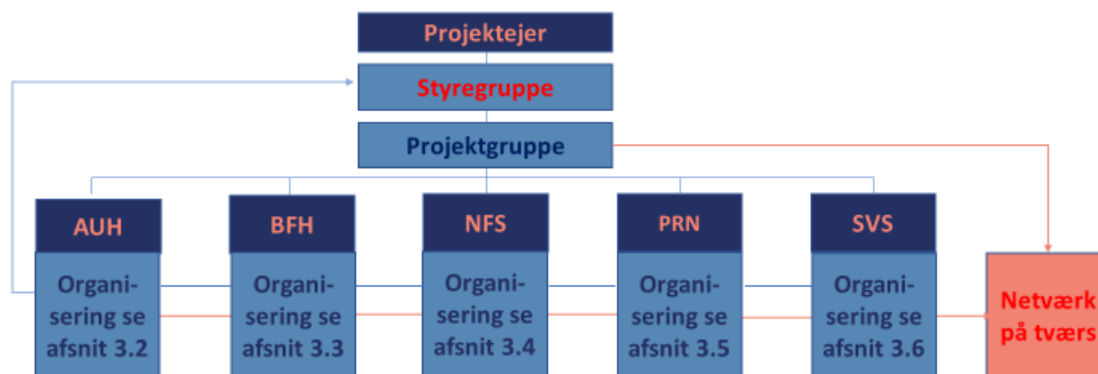 Projektejer
Styregruppe
Projektgruppe
AUH
BFH
NFS
PRN
SVS
Organi-
sering se
afsnit 3.2
Organi-
sering se
afsnit 3.3
Organi-
sering se
afsnit 3.4
Organi-
sering se
afsnit 3.5
Organi-
sering se
afsnit 3.6
Netværk
på tværs